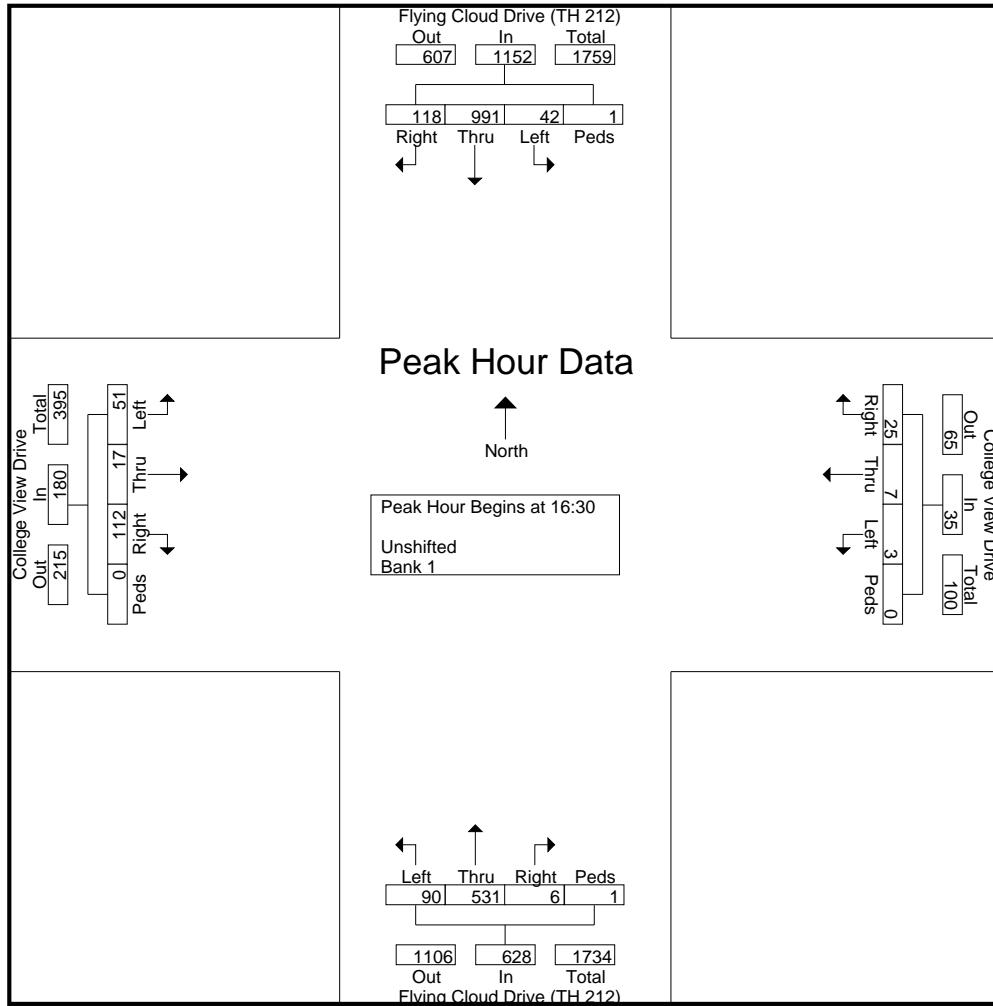 Flying Cloud Drive (TH 212)
Out In Total
607 1152 1759
118 991 42 1
Right Thru Left Peds
Peak Hour Data
North
Peak Hour Begins at 16:30
Unshifted
Bank 1
College View Drive
Total In Out
395 180 215
51 17 112 0
Left Thru Right Peds
College View Drive
Out In Total
65 35 100
25 7 3 0
Right Thru Left Peds
Left Thru Right Peds
90 531 6 1
1106 628 1734
Out In Total
Flying Cloud Drive (TH 212)